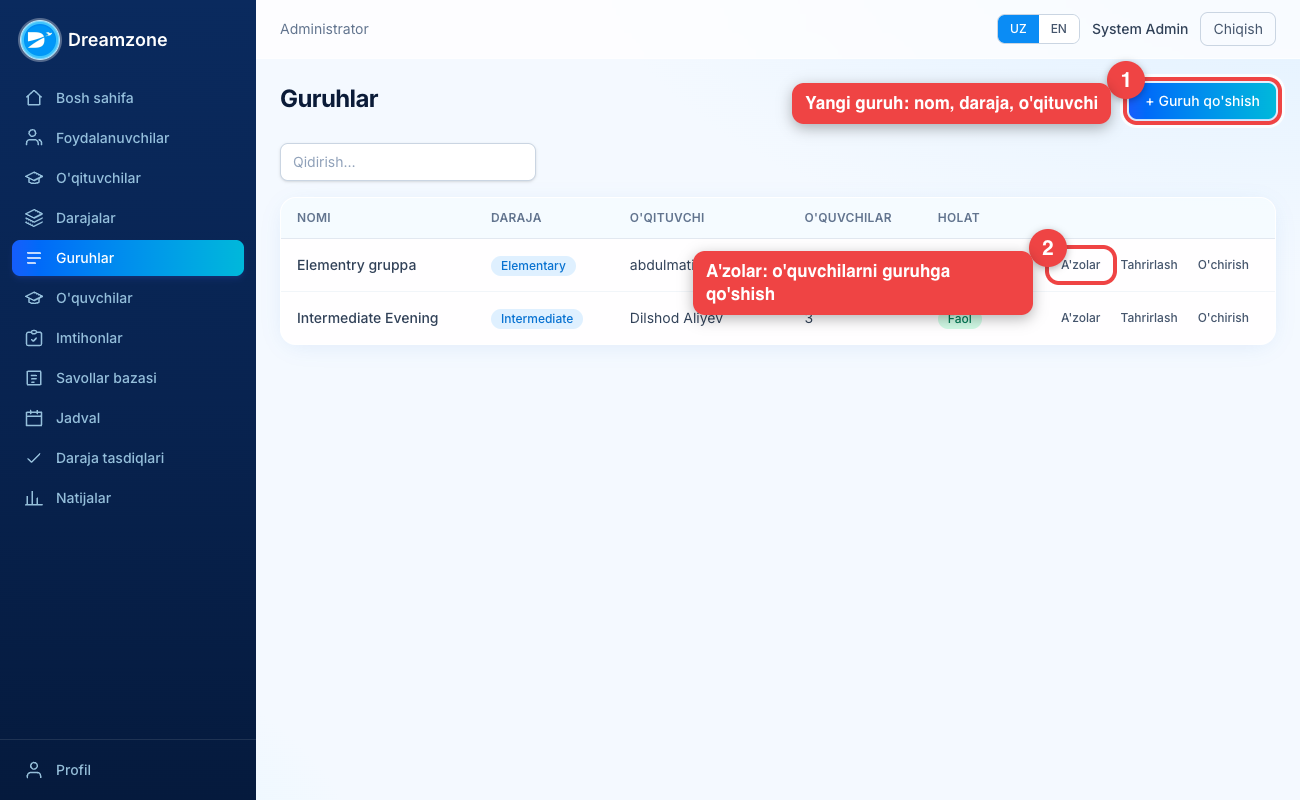 Dreamzone
Bosh sahifa
Foydalanuvchilar
O'qituvchilar
Darajalar
Guruhlar
O'quvchilar
Imtihonlar
Savollar bazasi
Jadval
Daraja tasdiqlari
Natijalar
Profil
Administrator
UZ EN System Admin Chiqish
Guruhlar
Yangi guruh: nom, daraja, o'qituvchi
1
+ Guruh qo'shish
Qidirish...
NOMI DARAJA O'QITUVCHI O'QUVCHILAR HOLAT
Elementry gruppa Elementary A'zolar Tahrirlash O'chirish
2
A'zolar: o'quvchilarni guruhga
qo'shish
Intermediate Evening Intermediate Dilshod Aliyev 3 Faol A'zolar Tahrirlash O'chirish